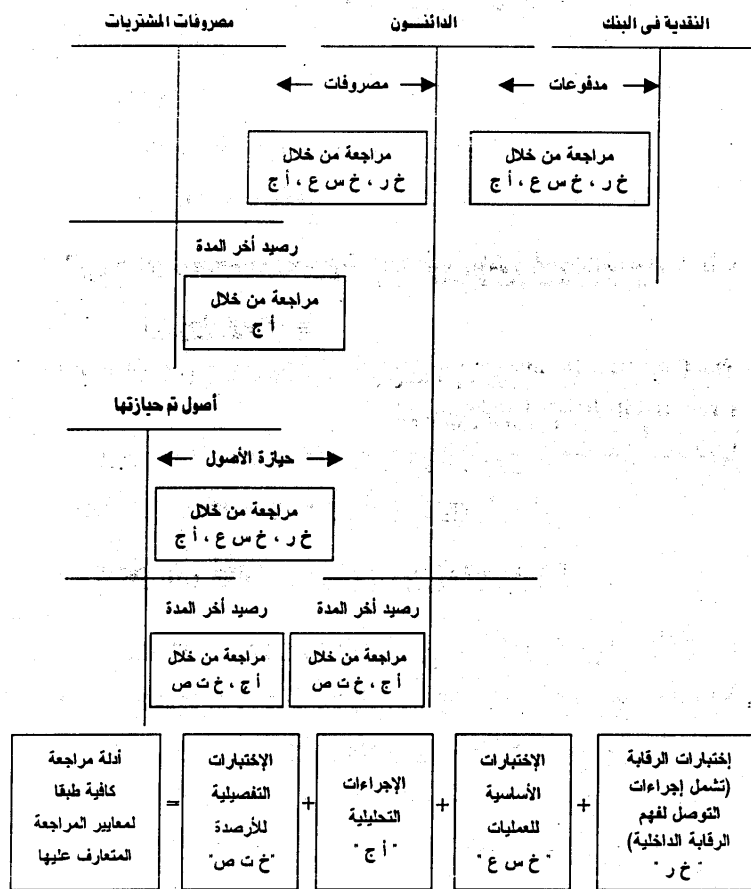 النقدية فى البنك
الدائنـــون
مصروفات المشتريات
مدفوعات
مصروفات
مراجعة من خلال
خ ر ، خ س ع ، أ ج
مراجعة من خلال
خ ر ، خ س ع ، أ ج
رصيد أخر المدة
مراجعة من خلال
أ ج
أصول تم حيازتها
حيازة الأصول
مراجعة من خلال
خ ر ، خ س ع ، أ ج
رصيد أخر المدة
رصيد أخر المدة
مراجعة من خلال
أ ج ، خ ت ص
مراجعة من خلال
أ ج ، خ ت ص
إختبارات الرقابة
(تشمل إجراءات
التوصل لفهم
الرقابة الداخلية)
" خ ر "
+
الإختبارات
الأساسية
للعمليات
" خ س ع "
+
الإجراءات
التحليلية
" أ ج "
+
الإختبارات
التفصيلية
للأرصدة
"خ ت ص"
=
أدلة مراجعة
كافية طبقا
لمعايير المراجعة
المتعارف عليها